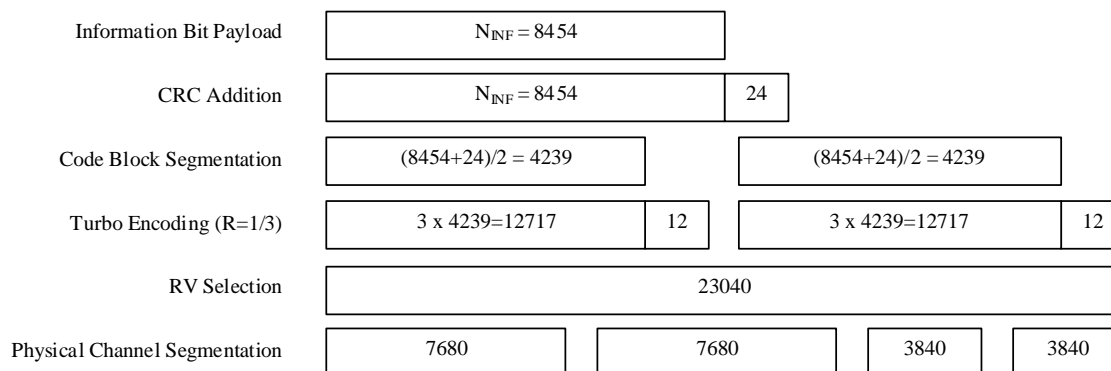 Information Bit Payload N_INF = 8454
CRC Addition N_INF = 8454 24
Code Block Segmentation (8454+24)/2 = 4239 (8454+24)/2 = 4239
Turbo Encoding (R=1/3) 3 x 4239=12717 12 3 x 4239=12717 12
RV Selection 23040
Physical Channel Segmentation 7680 7680 3840 3840